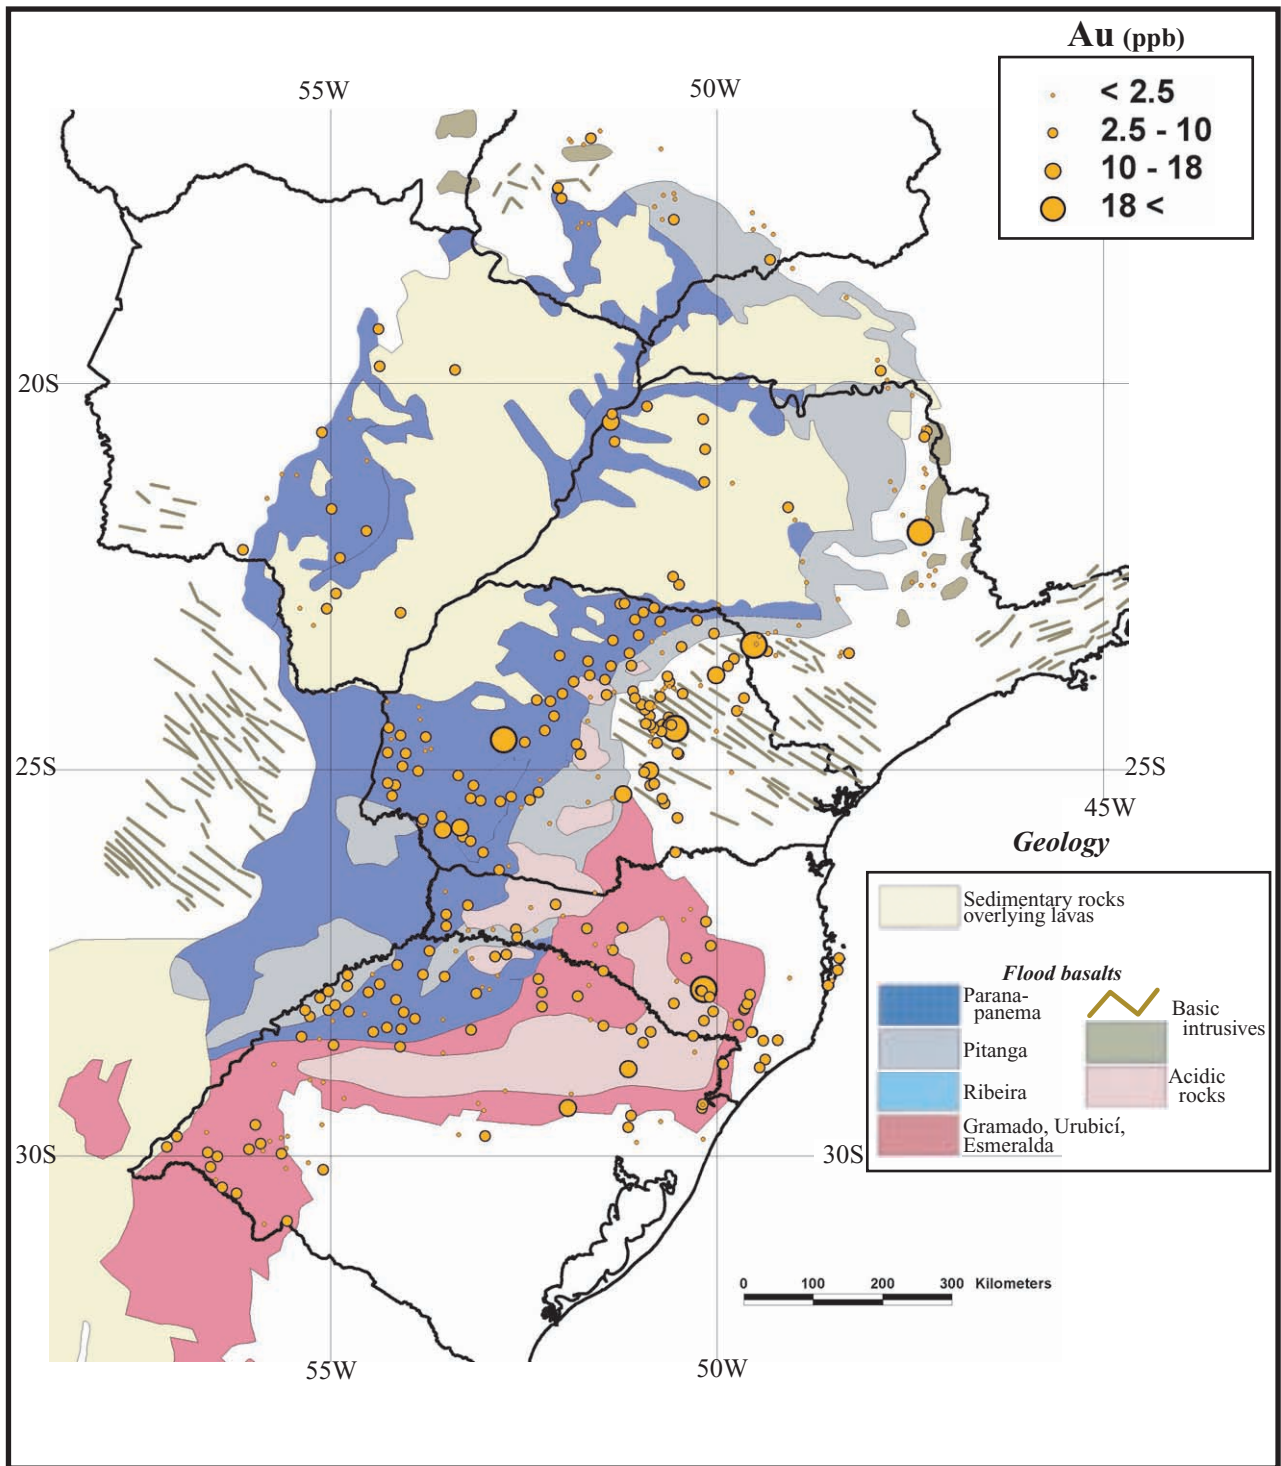 Au (ppb)
< 2.5
2.5 - 10
10 - 18
18 <
55W
50W
20S
25S
25S
45W
Geology
Sedimentary rocks
overlying lavas
Flood basalts
Parana-
panema
Basic
intrusives
Pitanga
Ribeira
Acidic
rocks
Gramado, Urubicí,
Esmeralda
30S
30S
0 100 200 300 Kilometers
55W
50W